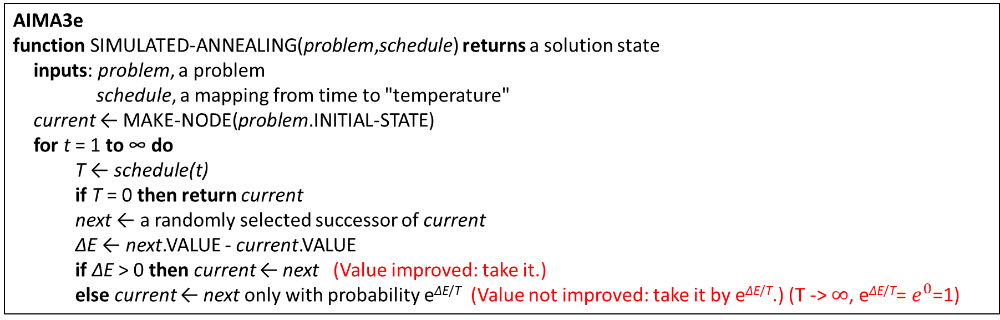 AIMA3e
function SIMULATED-ANNEALING(problem,schedule) returns a solution state
inputs: problem, a problem
schedule, a mapping from time to "temperature"
current ← MAKE-NODE(problem.INITIAL-STATE)
for t = 1 to ∞ do
T ← schedule(t)
if T = 0 then return current
next ← a randomly selected successor of current
ΔE ← next.VALUE - current.VALUE
if ΔE > 0 then current ← next (Value improved: take it.)
else current ← next only with probability e^ΔE/T (Value not improved: take it by e^ΔE/T.) (T -> ∞, e^ΔE/T= e^0=1)